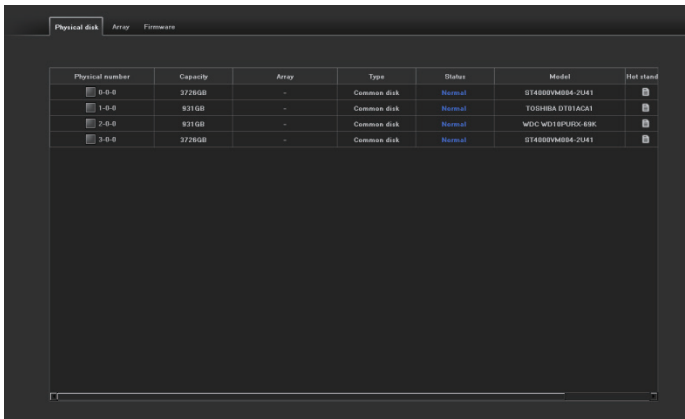 Physical disk Array Firmware
Physical number Capacity Array Type Status Model Hot stand
0-0-0 3726GB - Common disk Normal ST4000VM004-2U41
1-0-0 931GB - Common disk Normal TOSHIBA DT01ACA1
2-0-0 931GB - Common disk Normal WDC WD10PURX-69K
3-0-0 3726GB - Common disk Normal ST4000VM004-2U41